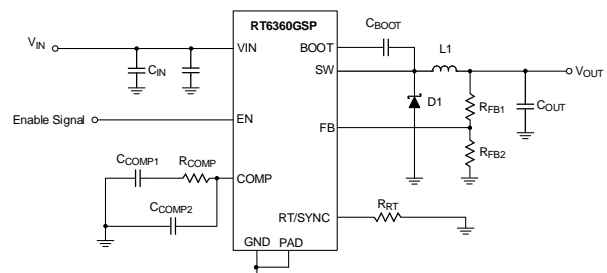 RT6360GSP
VIN
CIN
VIN
BOOT
CBOOT
L1
SW
VOUT
D1
RFB1
COUT
Enable Signal
EN
FB
RFB2
CCOMP1
RCOMP
COMP
CCOMP2
RT/SYNC
RRT
GND
PAD